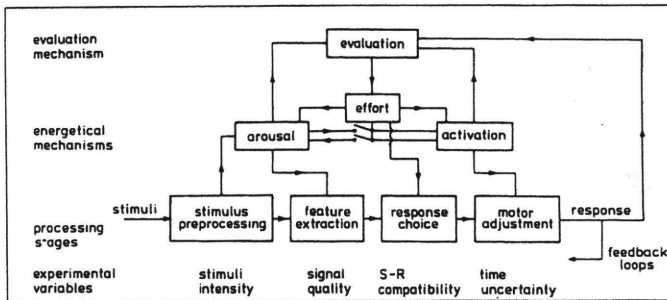 evaluation
mechanism
evaluation
effort
energetical
mechanisms
arousal
activation
stimuli
stimulus
preprocessing
feature
extraction
response
choice
motor
adjustment
response
processing
stages
feedback
loops
experimental
variables
stimuli
intensity
signal
quality
S-R
compatibility
time
uncertainty